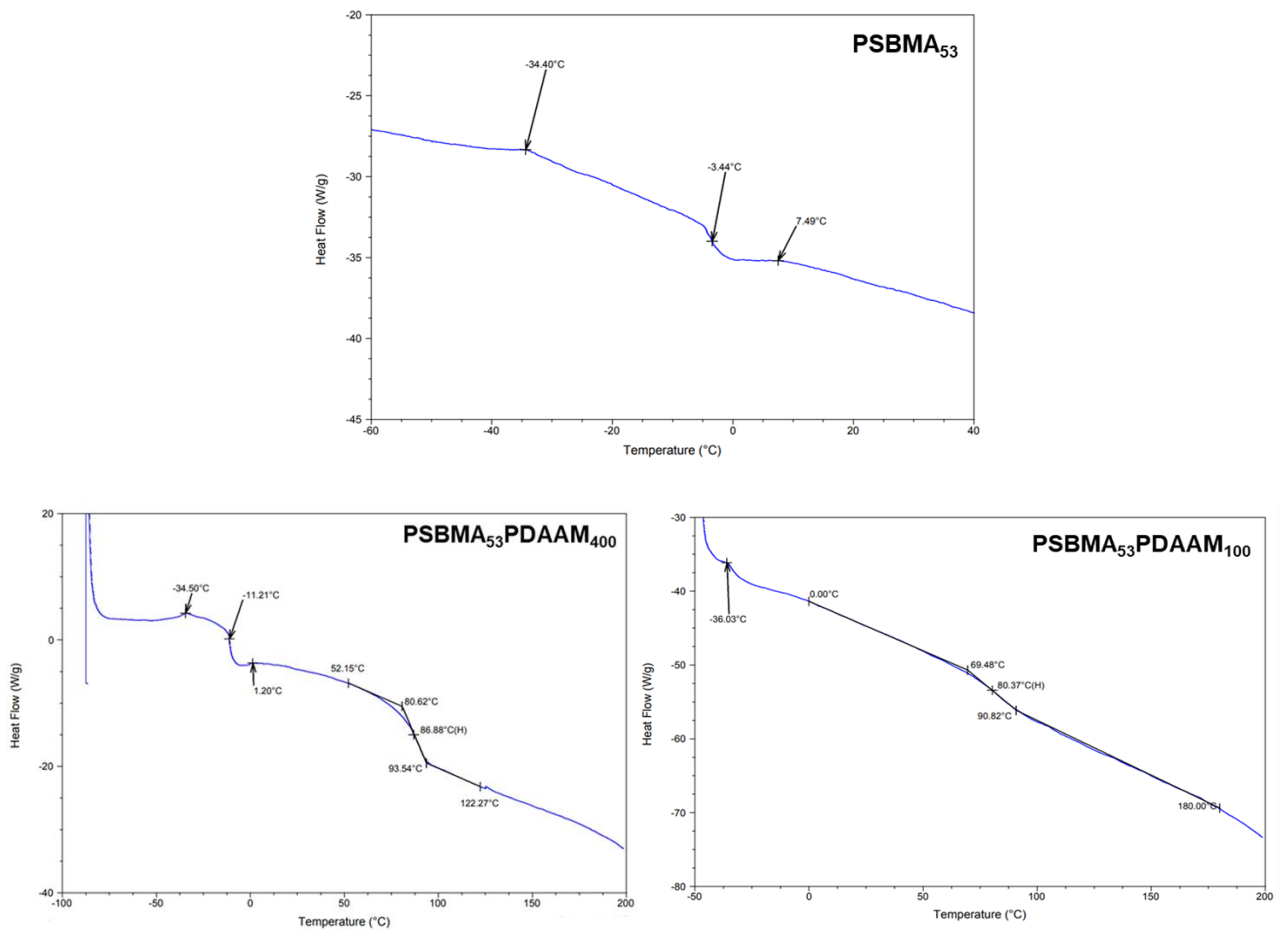 PSBMA53
-20
-25
-30
-35
-40
-45
Heat Flow (W/g)
-34.40°C
-3.44°C
7.49°C
-60
-40
-20
0
20
40
Temperature (°C)
PSBMA53PDAAM400
20
0
-20
-40
Heat Flow (W/g)
-34.50°C
-11.21°C
1.20°C
52.15°C
80.62°C
86.88°C(H)
93.54°C
122.27°C
-100
-50
0
50
100
150
200
Temperature (°C)
PSBMA53PDAAM100
-30
-40
-50
-60
-70
-80
Heat Flow (W/g)
-36.03°C
0.00°C
69.48°C
80.37°C(H)
90.82°C
180.00°C
-50
0
50
100
150
200
Temperature (°C)